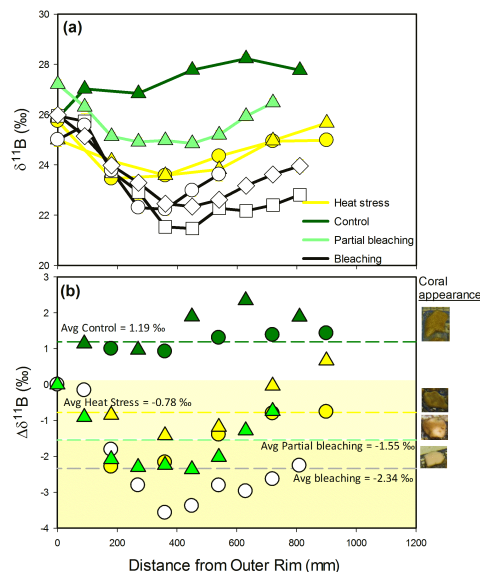 (a)
30
28
26
24
22
20
δ¹¹B (‰)
Heat stress
Control
Partial bleaching
Bleaching
(b)
Coral
appearance
3
2
1
0
-1
-2
-3
-4
Δδ¹¹B (‰)
Avg Control = 1.19 ‰
Avg Heat Stress = -0.78 ‰
Avg Partial bleaching = -1.55 ‰
Avg bleaching = -2.34 ‰
0 200 400 600 800 1000 1200
Distance from Outer Rim (mm)